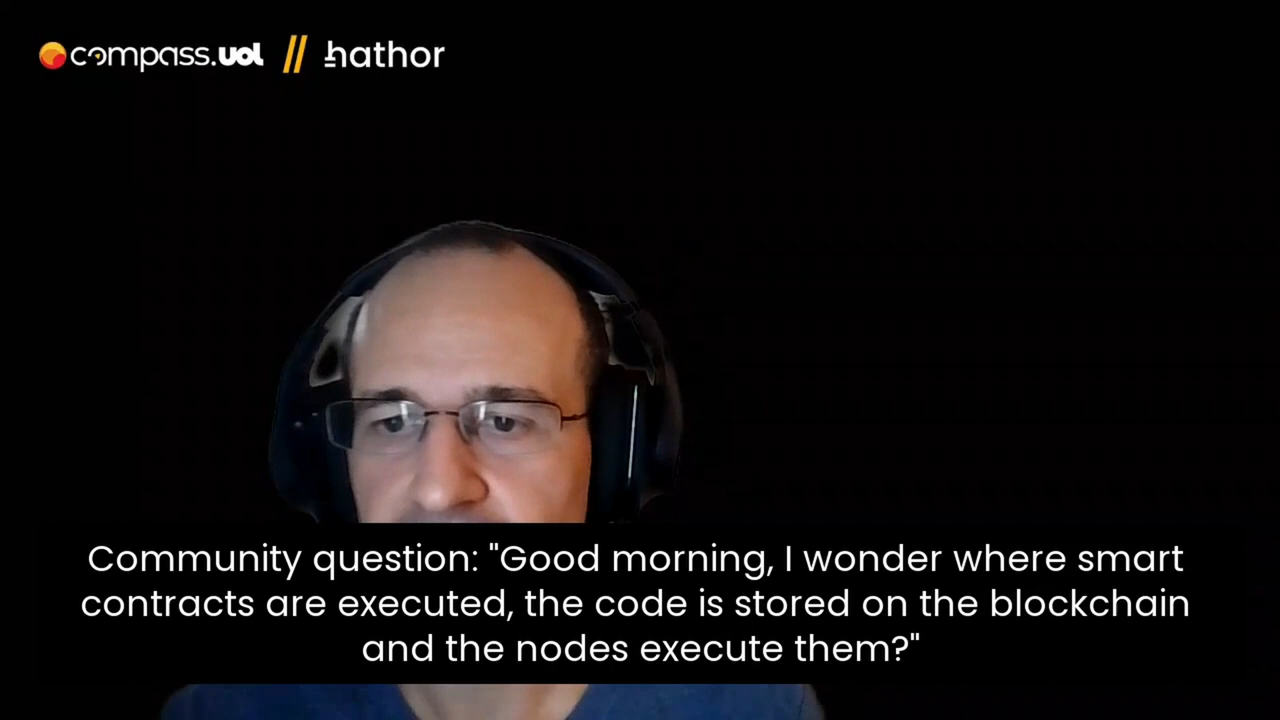 compass.uol // hathor
Community question: "Good morning, I wonder where smart
contracts are executed, the code is stored on the blockchain
and the nodes execute them?"